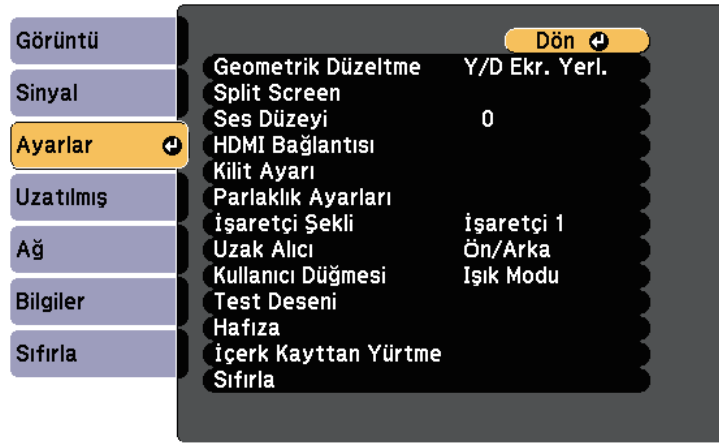 Görüntü
Sinyal
Ayarlar
Uzatılmış
Ağ
Bilgiler
Sıfırla
Dön
Geometrik Düzeltme Y/D Ekr. Yerl.
Split Screen
Ses Düzeyi 0
HDMI Bağlantısı
Kilit Ayarı
Parlaklık Ayarları
İşaretçi Şekli İşaretçi 1
Uzak Alıcı Ön/Arka
Kullanıcı Düğmesi Işık Modu
Test Deseni
Hafıza
İçerk Kayttan Yürtme
Sıfırla